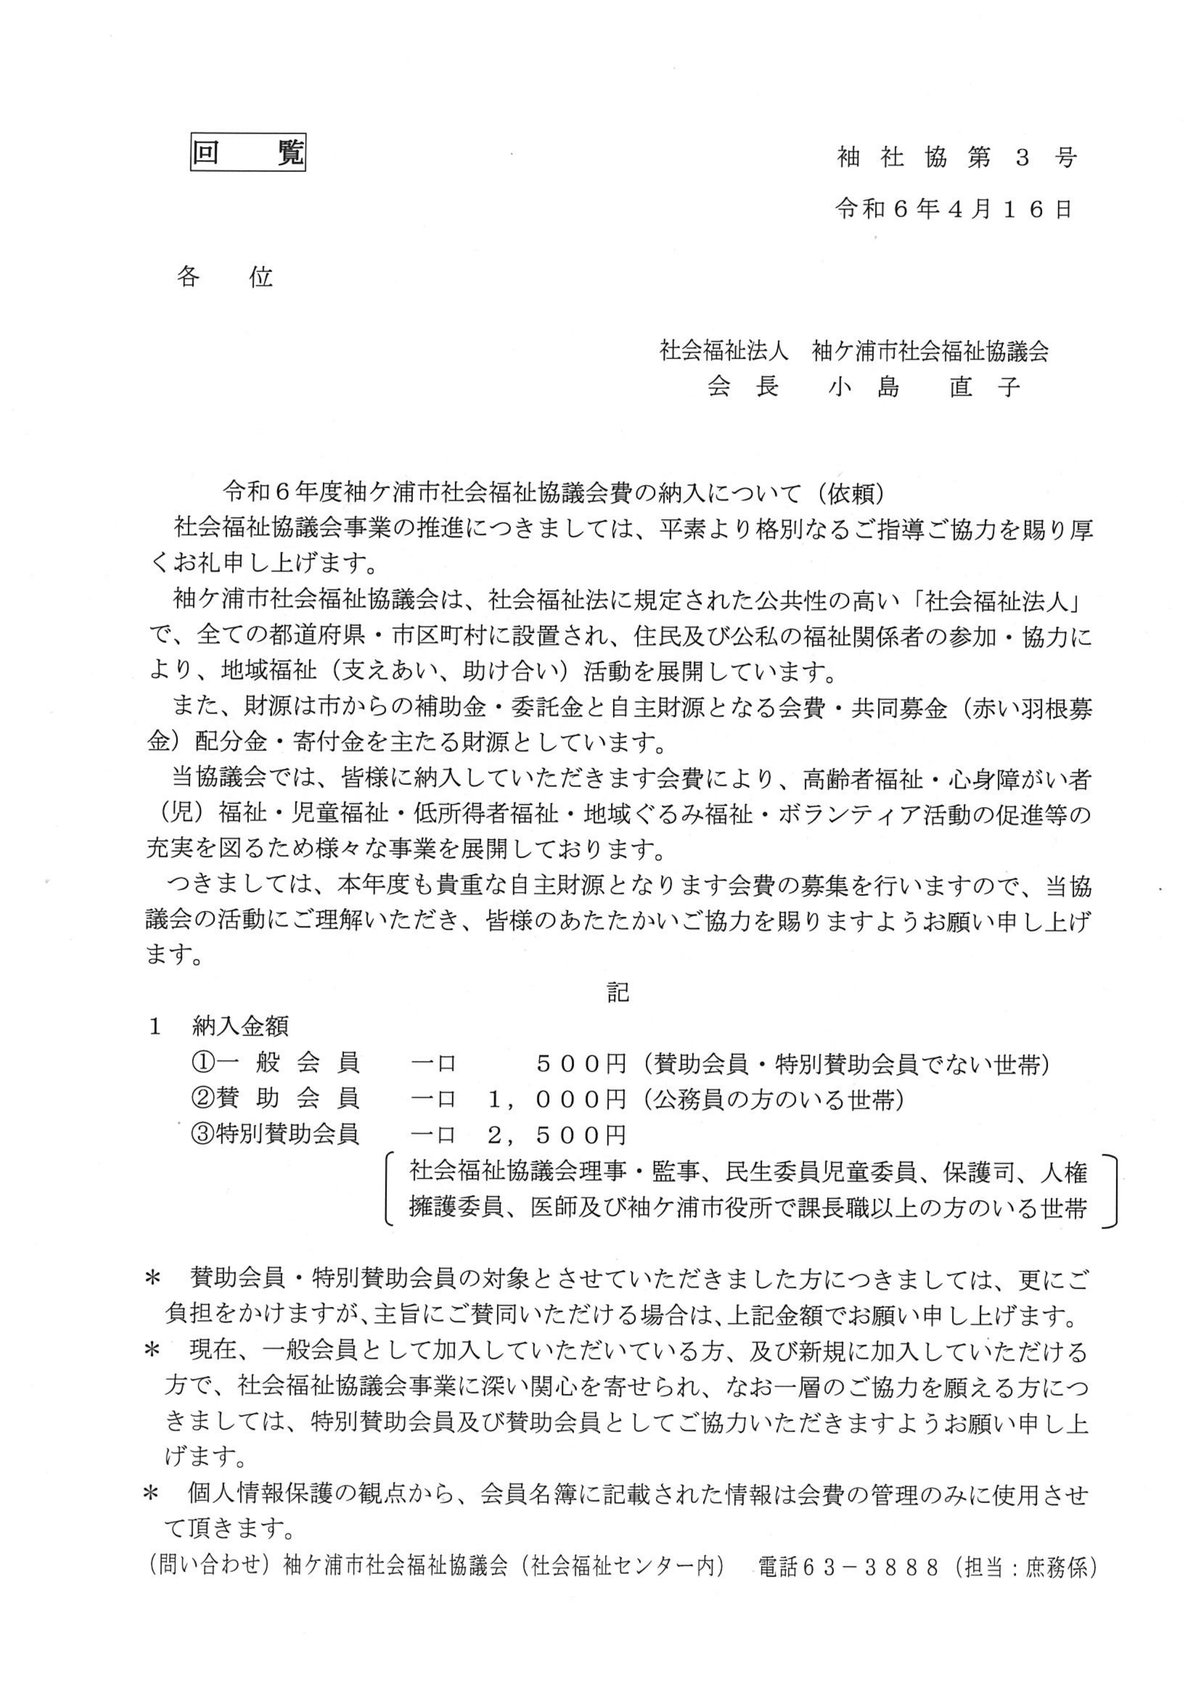 回　　覧
袖社協第３号
令和６年４月１６日
各　　位
社会福祉法人　袖ケ浦市社会福祉協議会
会　長　　小　島　　直　子
令和６年度袖ケ浦市社会福祉協議会費の納入について（依頼）
社会福祉協議会事業の推進につきましては、平素より格別なるご指導ご協力を賜り厚
くお礼申し上げます。
袖ケ浦市社会福祉協議会は、社会福祉法に規定された公共性の高い「社会福祉法人」
で、全ての都道府県・市区町村に設置され、住民及び公私の福祉関係者の参加・協力に
より、地域福祉（支えあい、助け合い）活動を展開しています。
また、財源は市からの補助金・委託金と自主財源となる会費・共同募金（赤い羽根募
金）配分金・寄付金を主たる財源としています。
当協議会では、皆様に納入していただきます会費により、高齢者福祉・心身障がい者
（児）福祉・児童福祉・低所得者福祉・地域ぐるみ福祉・ボランティア活動の促進等の
充実を図るため様々な事業を展開しております。
つきましては、本年度も貴重な自主財源となります会費の募集を行いますので、当協
議会の活動にご理解いただき、皆様のあたたかいご協力を賜りますようお願い申し上げ
ます。
記
１　納入金額
①一　般　会　員　　一口　　　５００円（賛助会員・特別賛助会員でない世帯）
②賛　助　会　員　　一口　１，０００円（公務員の方のいる世帯）
③特別賛助会員　　一口　２，５００円
社会福祉協議会理事・監事、民生委員児童委員、保護司、人権
擁護委員、医師及び袖ケ浦市役所で課長職以上の方のいる世帯
＊　賛助会員・特別賛助会員の対象とさせていただきました方につきましては、更にご
負担をかけますが、主旨にご賛同いただける場合は、上記金額でお願い申し上げます。
＊　現在、一般会員として加入していただいている方、及び新規に加入していただける
方で、社会福祉協議会事業に深い関心を寄せられ、なお一層のご協力を願える方につ
きましては、特別賛助会員及び賛助会員としてご協力いただきますようお願い申し上
げます。
＊　個人情報保護の観点から、会員名簿に記載された情報は会費の管理のみに使用させ
て頂きます。
（問い合わせ）袖ケ浦市社会福祉協議会（社会福祉センター内）　電話６３－３８８８（担当：庶務係）